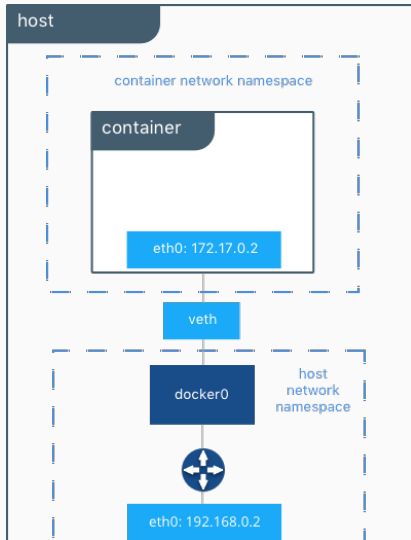 host
container network namespace
container
eth0: 172.17.0.2
veth
docker0
host
network
namespace
eth0: 192.168.0.2